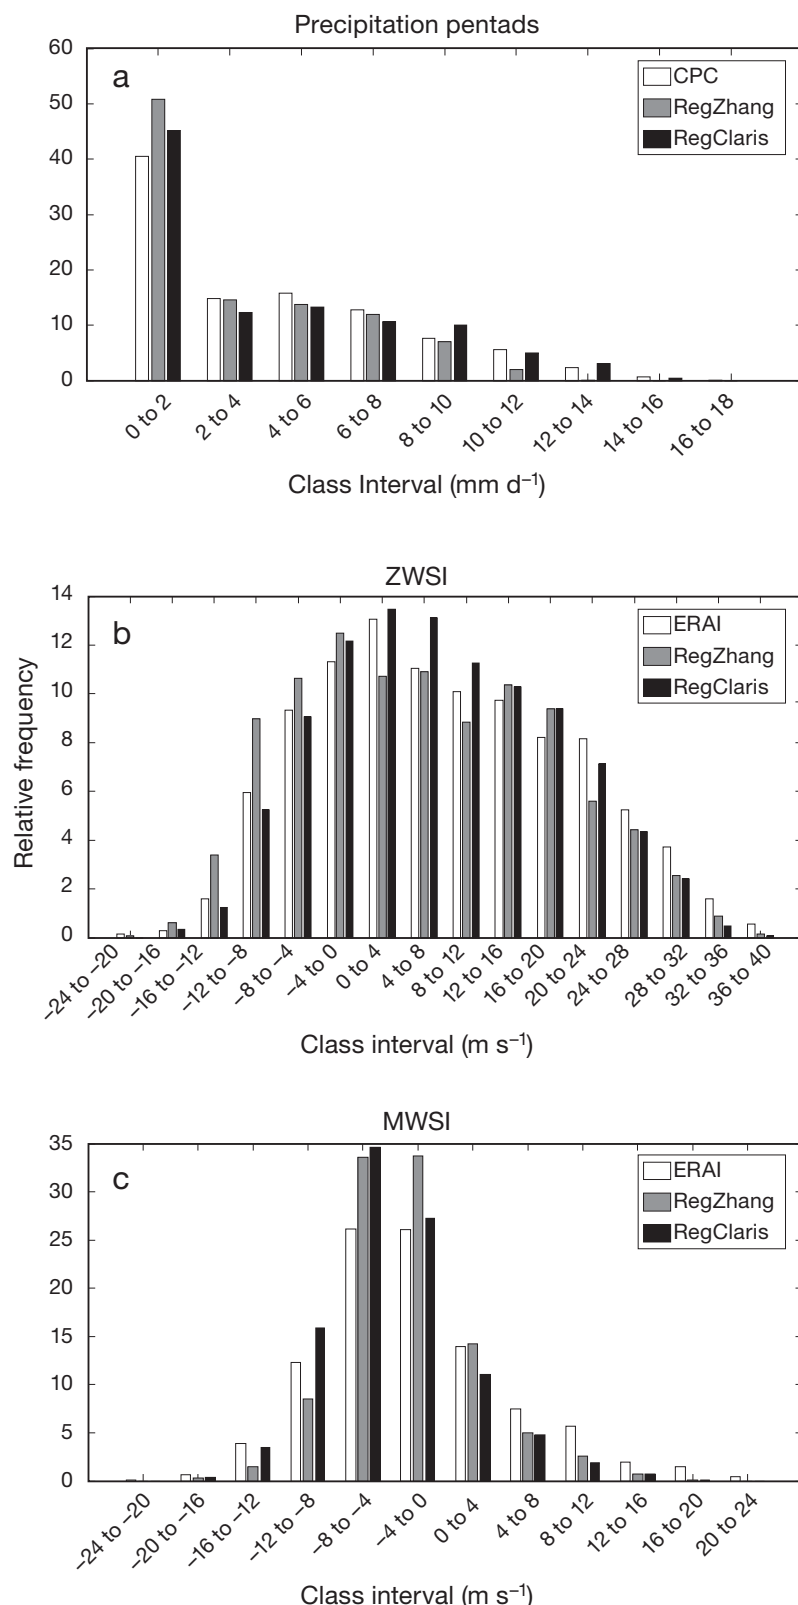 Precipitation pentads
a
CPC
RegZhang
RegClaris
60
50
40
30
20
10
0
0 to 2
2 to 4
4 to 6
6 to 8
8 to 10
10 to 12
12 to 14
14 to 16
16 to 18
Class Interval (mm d⁻¹)
ZWSI
b
ERAI
RegZhang
RegClaris
Relative frequency
14
12
10
8
6
4
2
0
−24 to −20
−20 to −16
−16 to −12
−12 to −8
−8 to −4
−4 to 0
0 to 4
4 to 8
8 to 12
12 to 16
16 to 20
20 to 24
24 to 28
28 to 32
32 to 36
36 to 40
Class interval (m s⁻¹)
MWSI
c
ERAI
RegZhang
RegClaris
35
30
25
20
15
10
5
0
−24 to −20
−20 to −16
−16 to −12
−12 to −8
−8 to −4
−4 to 0
0 to 4
4 to 8
8 to 12
12 to 16
16 to 20
20 to 24
Class interval (m s⁻¹)